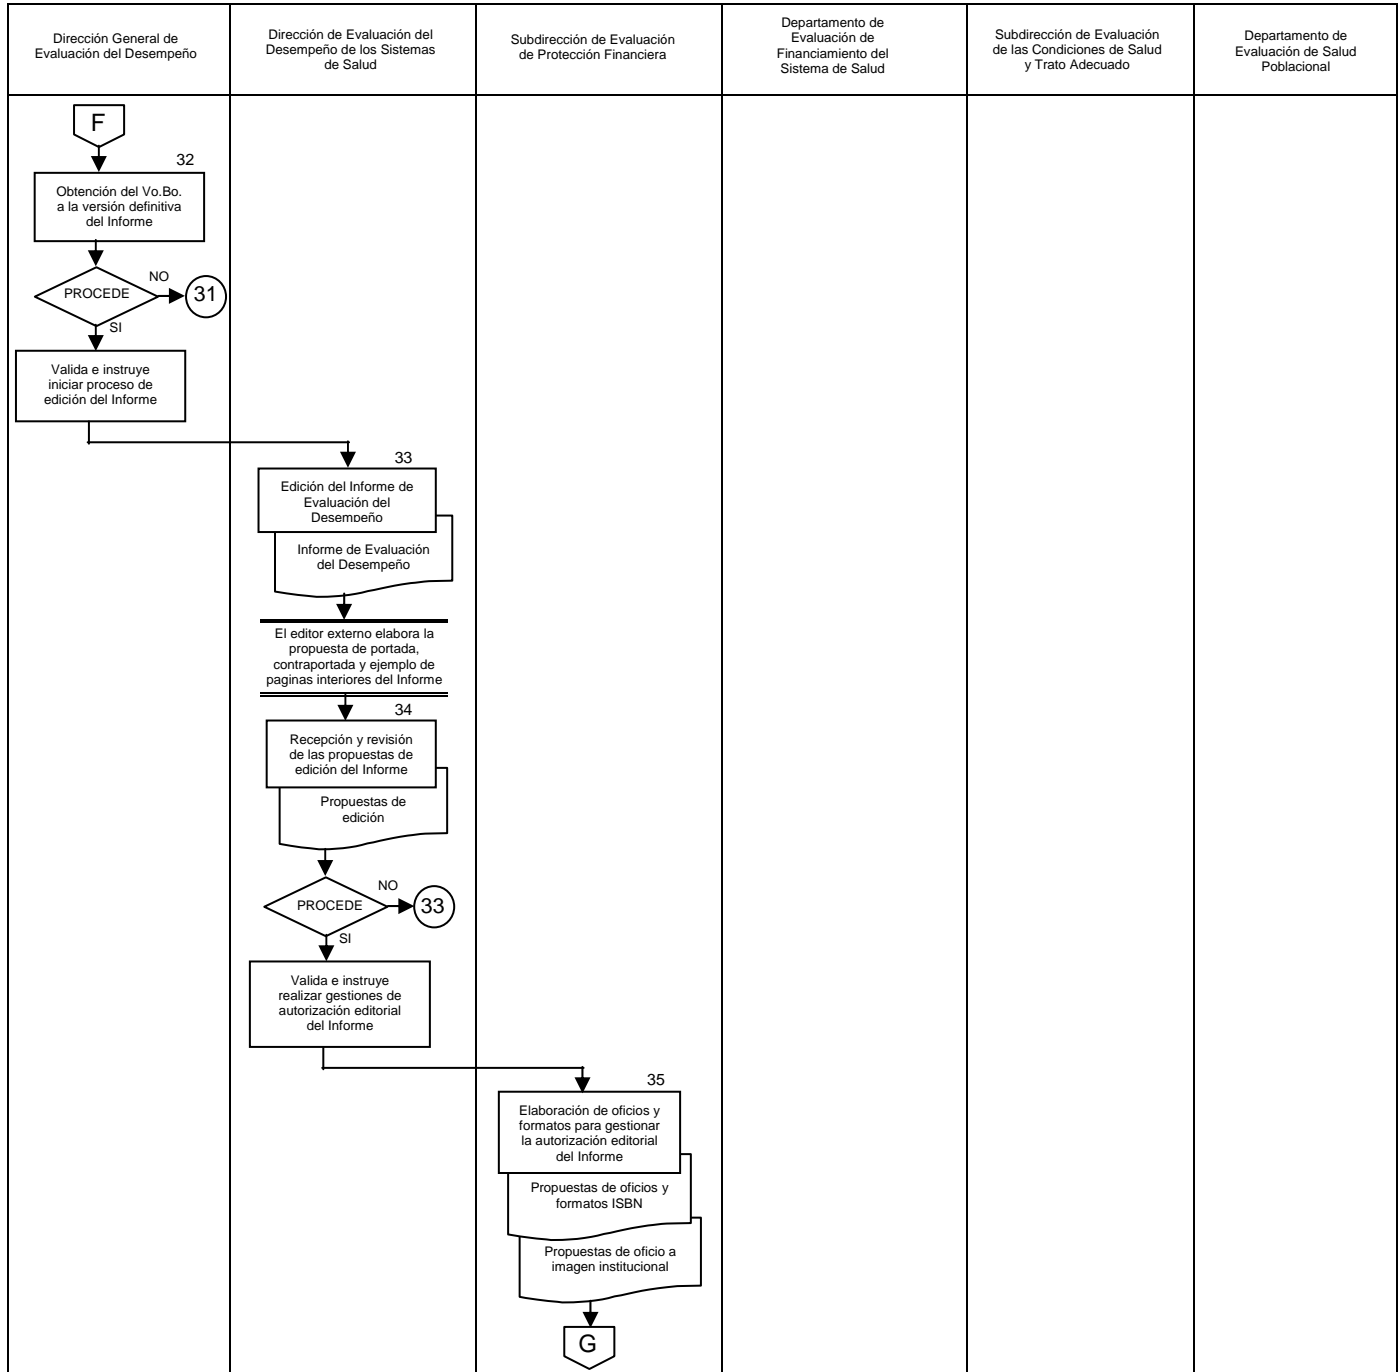 Dirección General de
Evaluación del Desempeño
Dirección de Evaluación del
Desempeño de los Sistemas
de Salud
Subdirección de Evaluación
de Protección Financiera
Departamento de
Evaluación de
Financiamiento del
Sistema de Salud
Subdirección de Evaluación
de las Condiciones de Salud
y Trato Adecuado
Departamento de
Evaluación de Salud
Poblacional
F
32
Obtención del Vo.Bo.
a la versión definitiva
del Informe
PROCEDE
NO
31
SI
Valida e instruye
iniciar proceso de
edición del Informe
33
Edición del Informe de
Evaluación del
Desempeño
Informe de Evaluación
del Desempeño
El editor externo elabora la
propuesta de portada,
contraportada y ejemplo de
paginas interiores del Informe
34
Recepción y revisión
de las propuestas de
edición del Informe
Propuestas de
edición
PROCEDE
NO
33
SI
Valida e instruye
realizar gestiones de
autorización editorial
del Informe
35
Elaboración de oficios y
formatos para gestionar
la autorización editorial
del Informe
Propuestas de oficios y
formatos ISBN
Propuestas de oficio a
imagen institucional
G